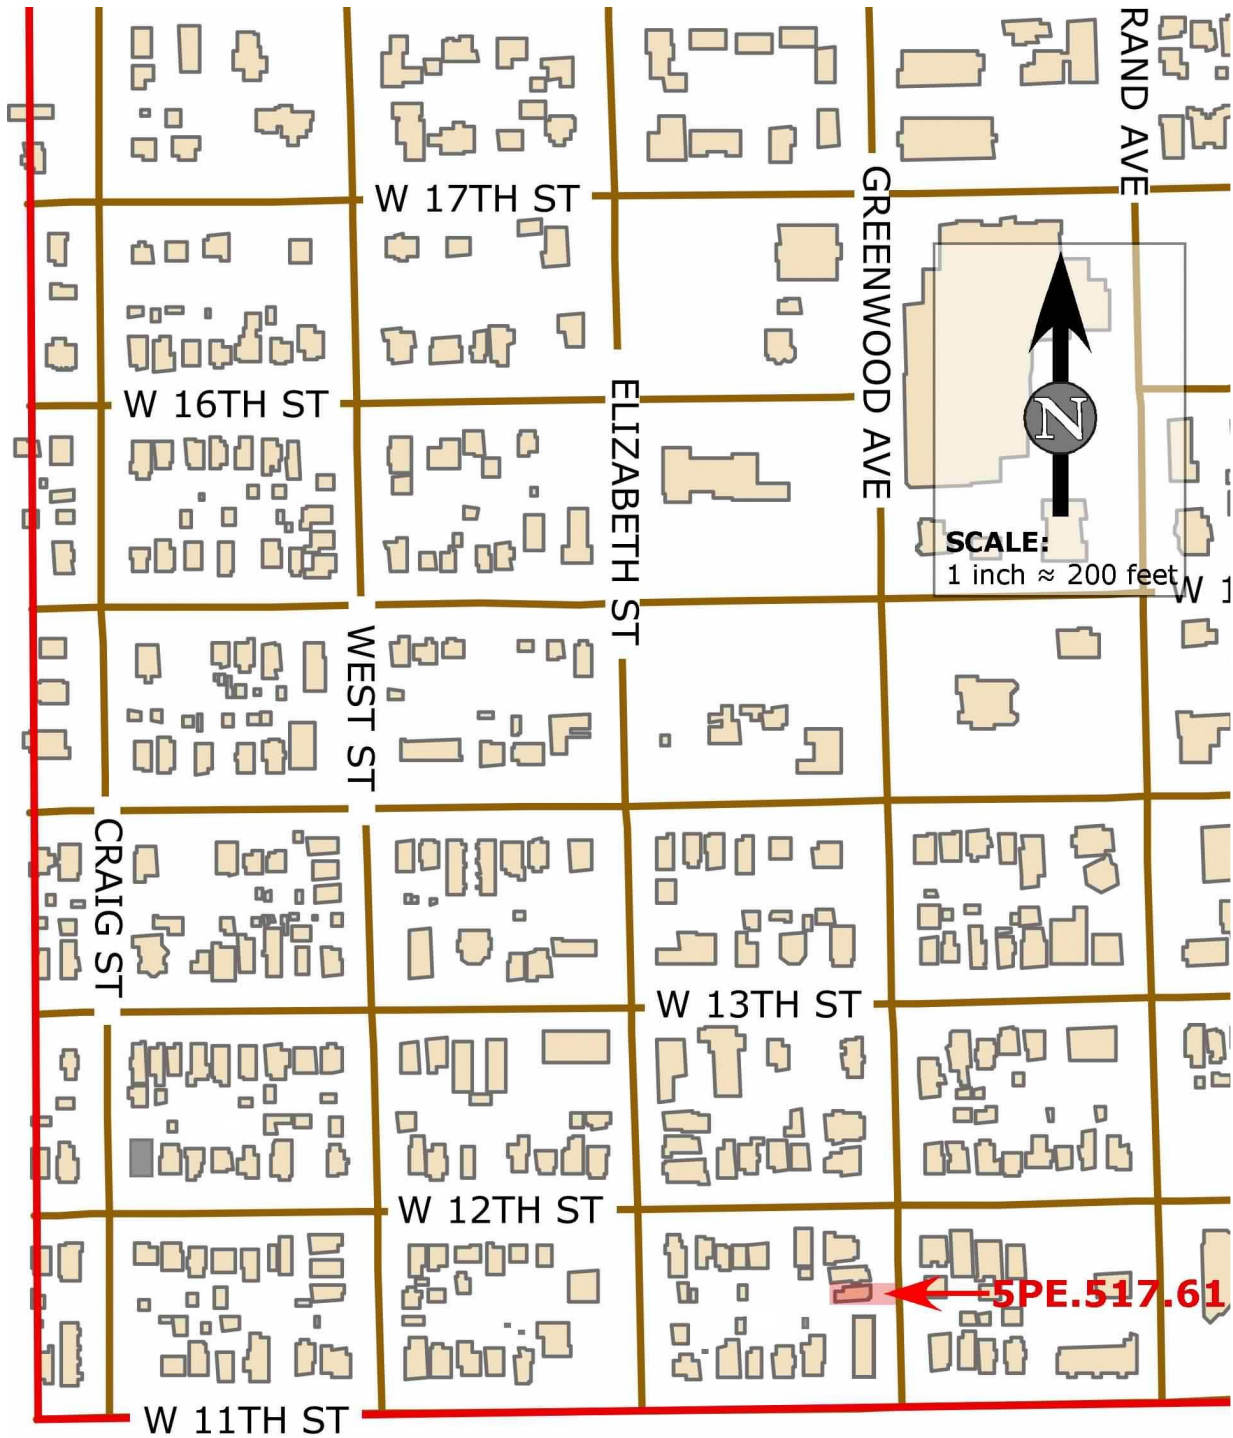 RAND AVE
W 17TH ST
GREENWOOD AVE
W 16TH ST
ELIZABETH ST
N
SCALE:
1 inch ≈ 200 feet
W 1
WEST ST
CRAIG ST
W 13TH ST
W 12TH ST
5PE.517.61
W 11TH ST